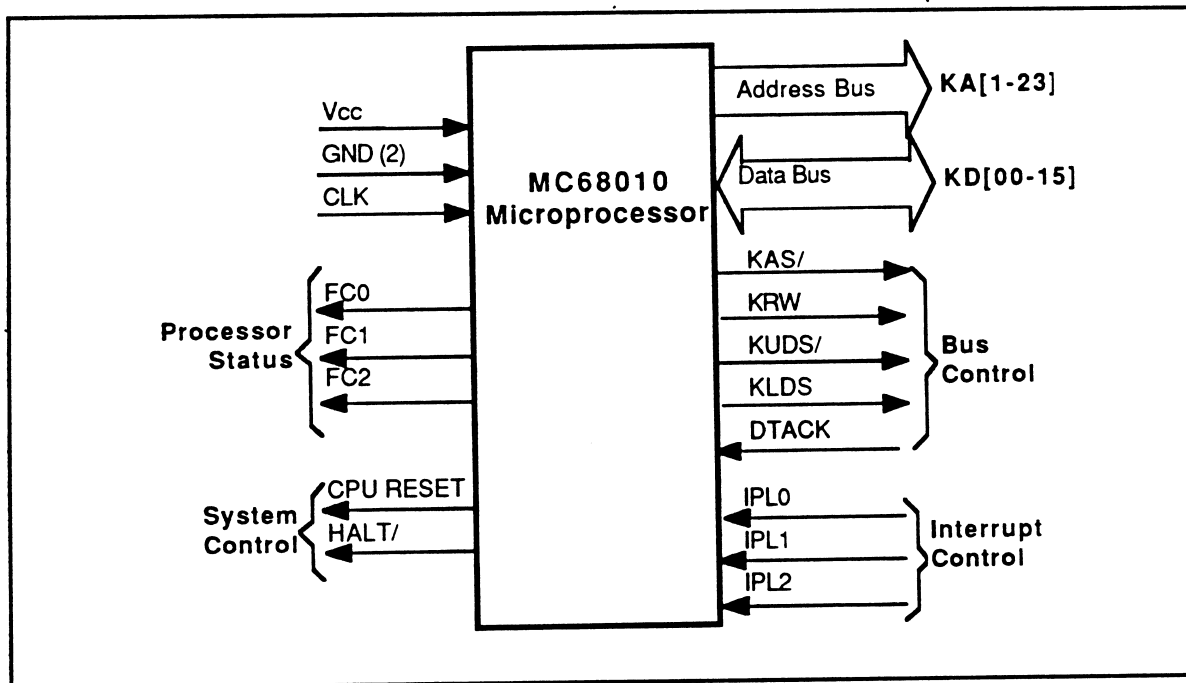 Vcc
GND (2)
CLK
Processor
Status
FC0
FC1
FC2
System
Control
CPU RESET
HALT/
MC68010
Microprocessor
Address Bus
KA[1-23]
Data Bus
KD[00-15]
KAS/
KRW
KUDS/
KLDS
DTACK
Bus
Control
IPL0
IPL1
IPL2
Interrupt
Control